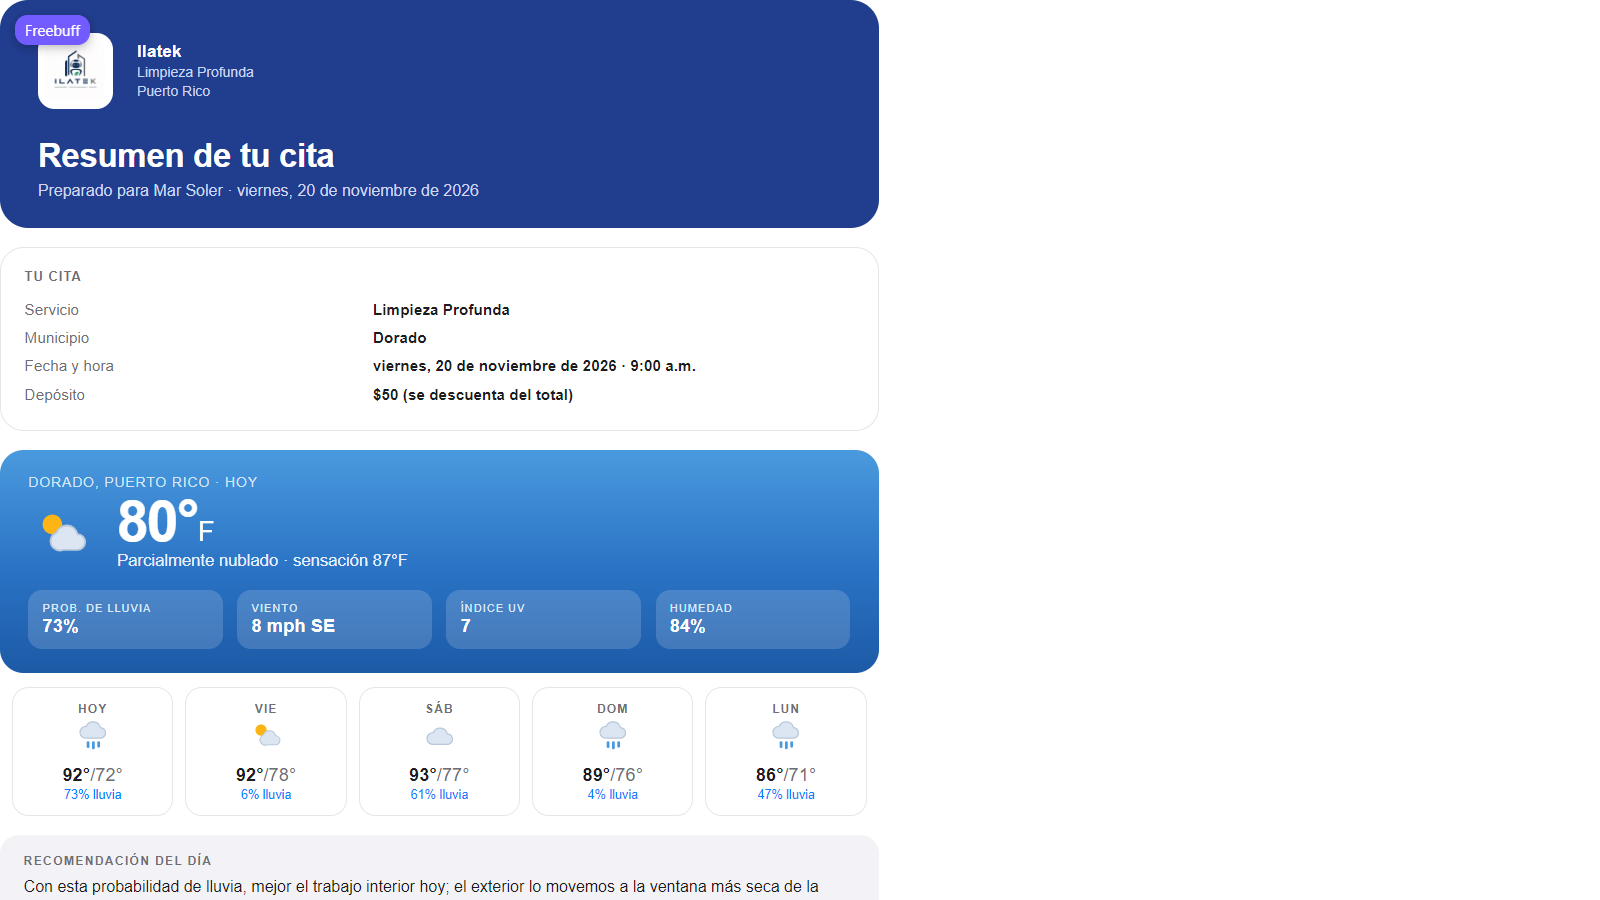 Freebuff
ILATEK
Ilatek
Limpieza Profunda
Puerto Rico
Resumen de tu cita
Preparado para Mar Soler · viernes, 20 de noviembre de 2026
TU CITA
Servicio Limpieza Profunda
Municipio Dorado
Fecha y hora viernes, 20 de noviembre de 2026 · 9:00 a.m.
Depósito $50 (se descuenta del total)
DORADO, PUERTO RICO · HOY
80°F
Parcialmente nublado · sensación 87°F
PROB. DE LLUVIA VIENTO ÍNDICE UV HUMEDAD
73% 8 mph SE 7 84%
HOY VIE SÁB DOM LUN
92°/72° 92°/78° 93°/77° 89°/76° 86°/71°
73% lluvia 6% lluvia 61% lluvia 4% lluvia 47% lluvia
RECOMENDACIÓN DEL DÍA
Con esta probabilidad de lluvia, mejor el trabajo interior hoy; el exterior lo movemos a la ventana más seca de la